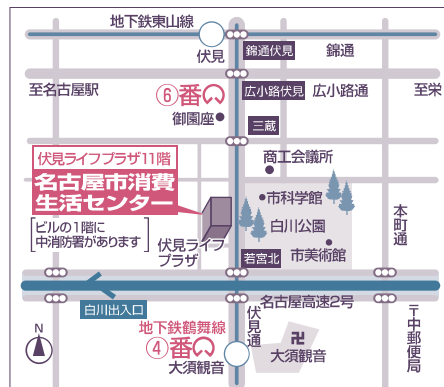 地下鉄東山線
伏見
錦通伏見
錦通
至名古屋駅
⑥番
広小路伏見
広小路通
至栄
御園座
三蔵
伏見ライフプラザ11階
名古屋市消費
生活センター
ビルの1階に
中消防署があります
商工会議所
市科学館
白川公園
市美術館
本町通
伏見ライフ
プラザ
若宮北
白川出入口
名古屋高速2号
地下鉄鶴舞線
④番
大須観音
伏見通
卍
大須観音
〒中郵便局
N